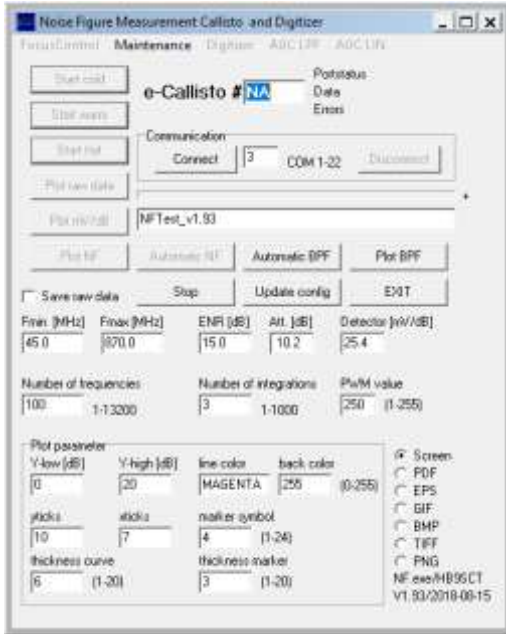 Noise Figure Measurement Callisto and Digitizer
FocusControl Maintenance Digitizer ADC LPF ADC LIN
Start cold
Start warm
Start hot
Plot raw data
Plot mV/dB
e-Callisto # NA
Portstatus
Data
Errors
Communication
Connect 3 COM 1-22 Disconnect
+
NFTest_v1.93
Plot NF Automatic NF Automatic BPF Plot BPF
Save raw data Stop Update config EXIT
Fmin [MHz] Fmax [MHz] ENR [dB] Att. [dB] Detector [mV/dB]
45.0 870.0 15.0 10.2 25.4
Number of frequencies Number of integrations PWM value
100 1-13200 3 1-1000 250 (1-255)
Plot parameter
Y-low [dB] Y-high [dB] line color back color
0 20 MAGENTA 255 (0-255)
yticks xticks marker symbol
10 7 4 (1-24)
thickness curve thickness marker
6 (1-20) 3 (1-20)
Screen
PDF
EPS
GIF
BMP
TIFF
PNG
NF.exe/HB9SCT
V1.93/2018-08-15